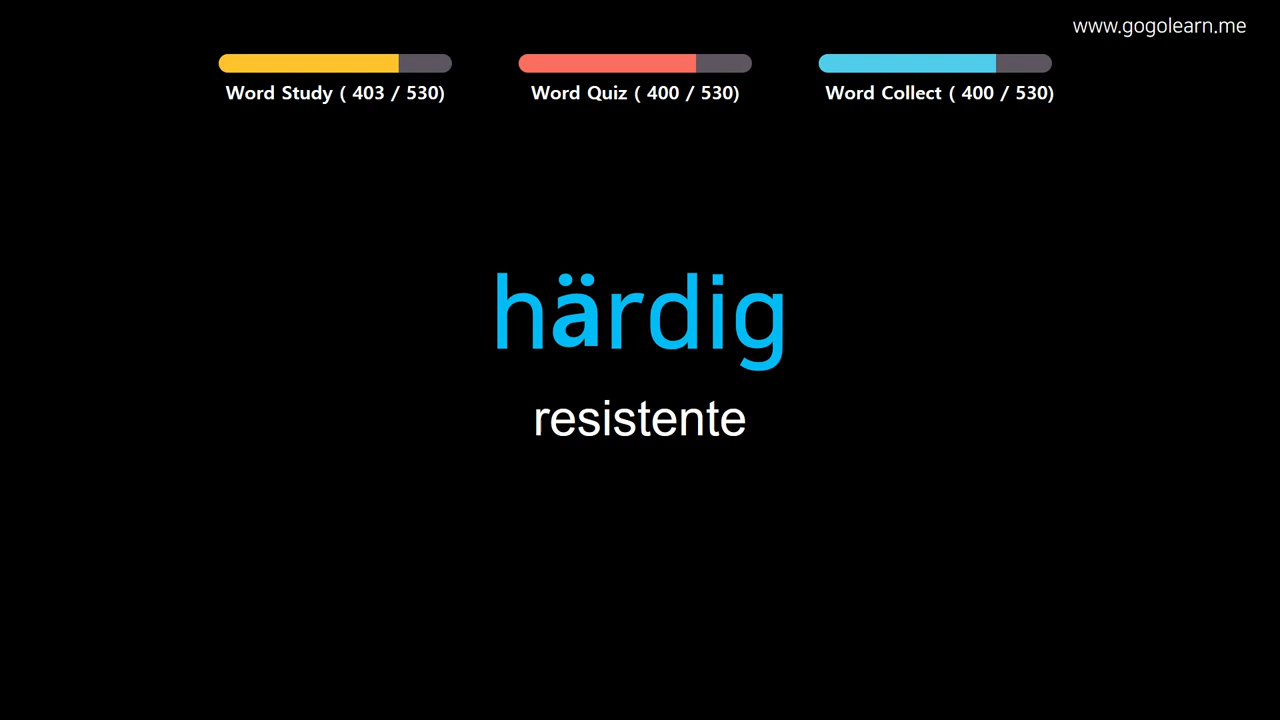 www.gogolearn.me
Word Study ( 403 / 530)
Word Quiz ( 400 / 530)
Word Collect ( 400 / 530)
härdig
resistente